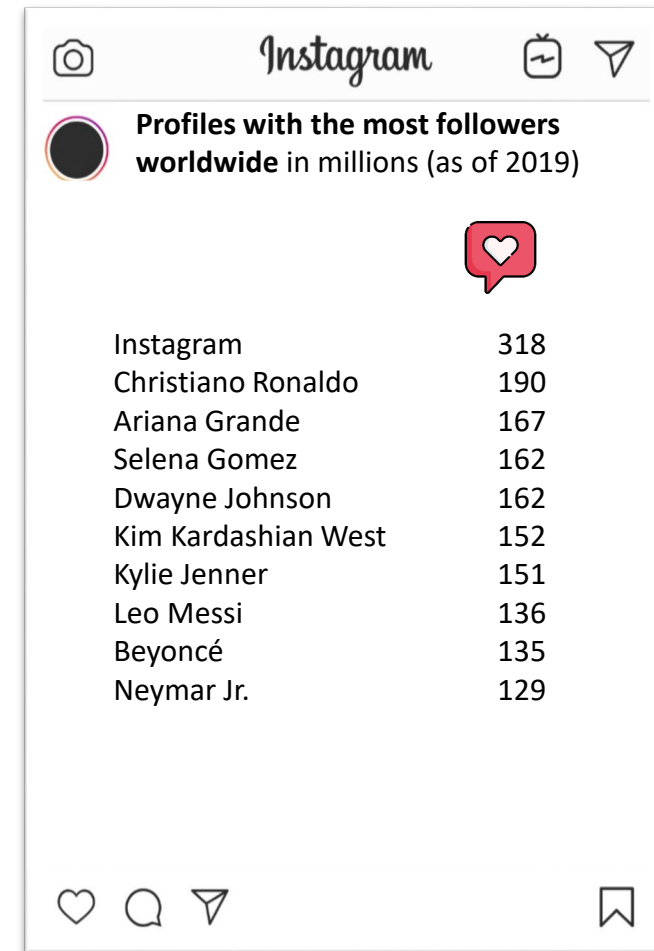 Instagram
Profiles with the most followers
worldwide in millions (as of 2019)
Instagram 318
Christiano Ronaldo 190
Ariana Grande 167
Selena Gomez 162
Dwayne Johnson 162
Kim Kardashian West 152
Kylie Jenner 151
Leo Messi 136
Beyoncé 135
Neymar Jr. 129